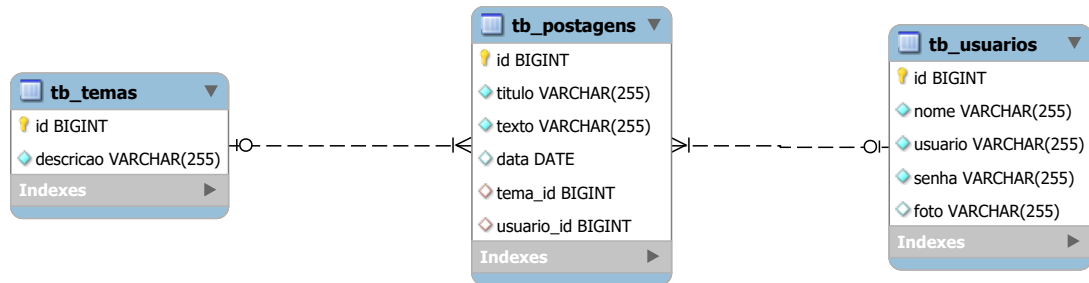 tb_temas
id BIGINT
descricao VARCHAR(255)
Indexes
tb_postagens
id BIGINT
titulo VARCHAR(255)
texto VARCHAR(255)
data DATE
tema_id BIGINT
usuario_id BIGINT
Indexes
tb_usuarios
id BIGINT
nome VARCHAR(255)
usuario VARCHAR(255)
senha VARCHAR(255)
foto VARCHAR(255)
Indexes